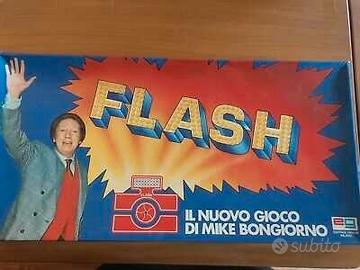 FLASH
IL NUOVO GIOCO
DI MIKE BONGIORNO
subito